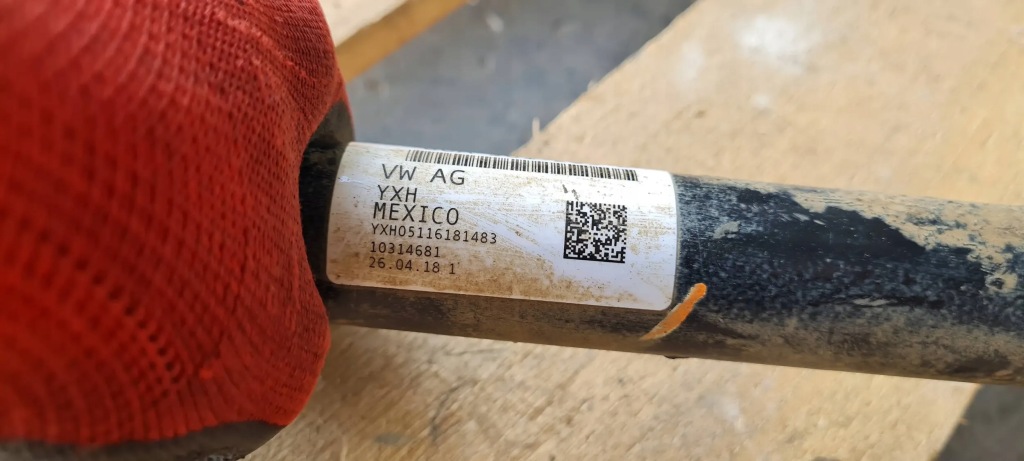 VW AG
YXH
MEXICO
YXH05116181483
10314681
26.04.18 1